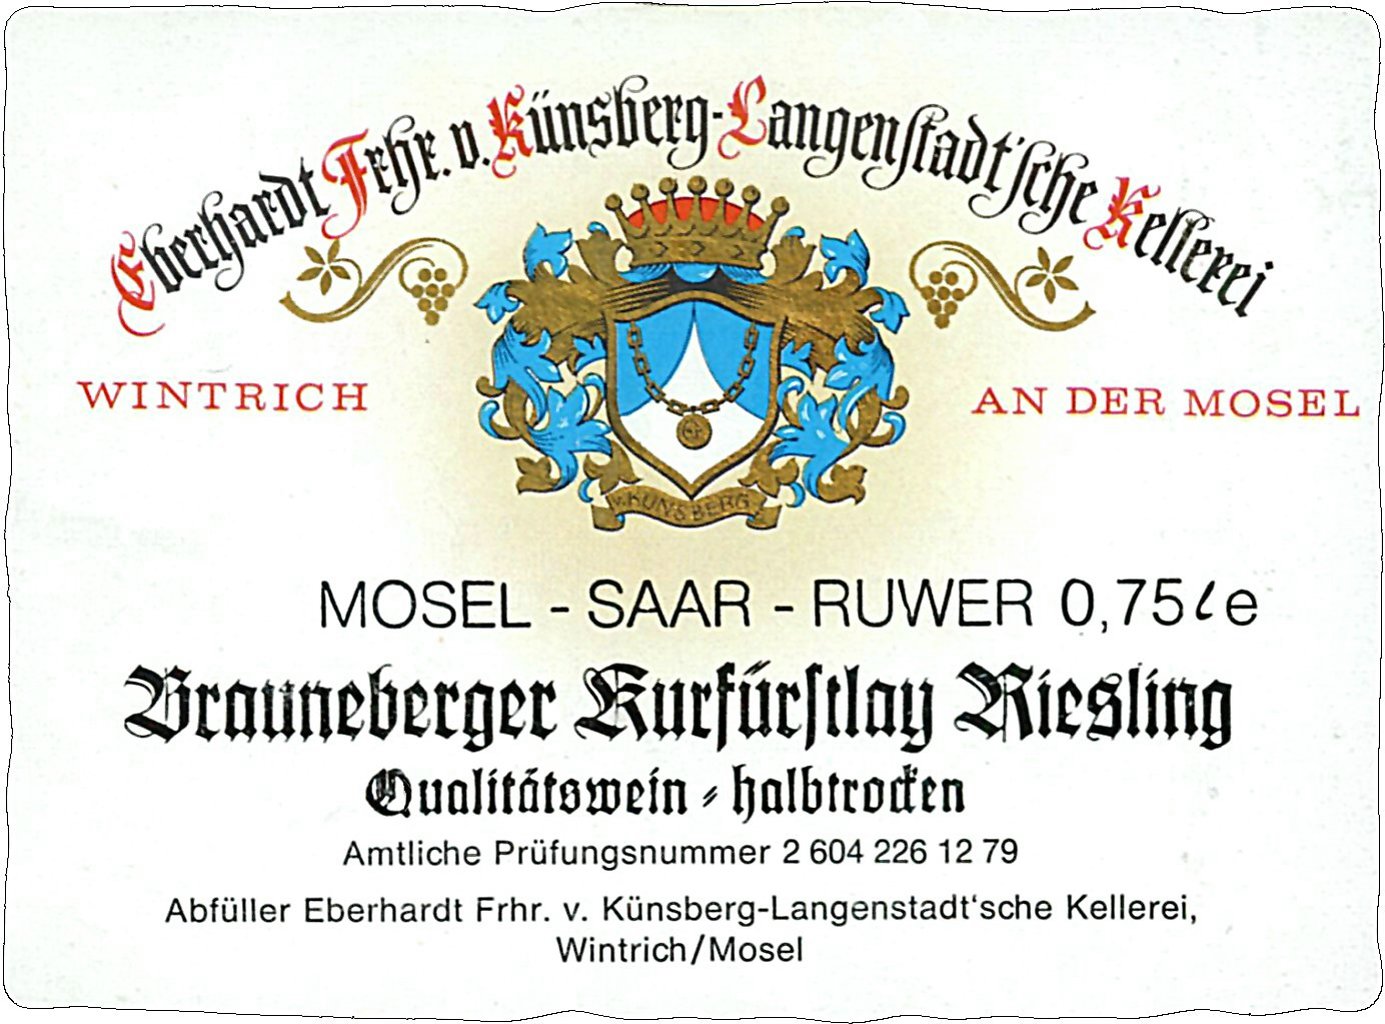 Eberhardt Frhr. v. Künsberg-Langenstadt'sche Kellerei
WINTRICH
AN DER MOSEL
v. KÜNSBERG
MOSEL - SAAR - RUWER 0,75 l e
Brauneberger Kurfürstlay Riesling
Qualitätswein - halbtrocken
Amtliche Prüfungsnummer 2 604 226 12 79
Abfüller Eberhardt Frhr. v. Künsberg-Langenstadt'sche Kellerei,
Wintrich/Mosel